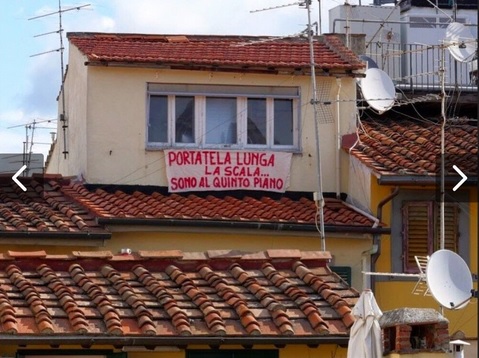 PORTATELA LUNGA
LA SCALA...
SONO AL QUINTO PIANO